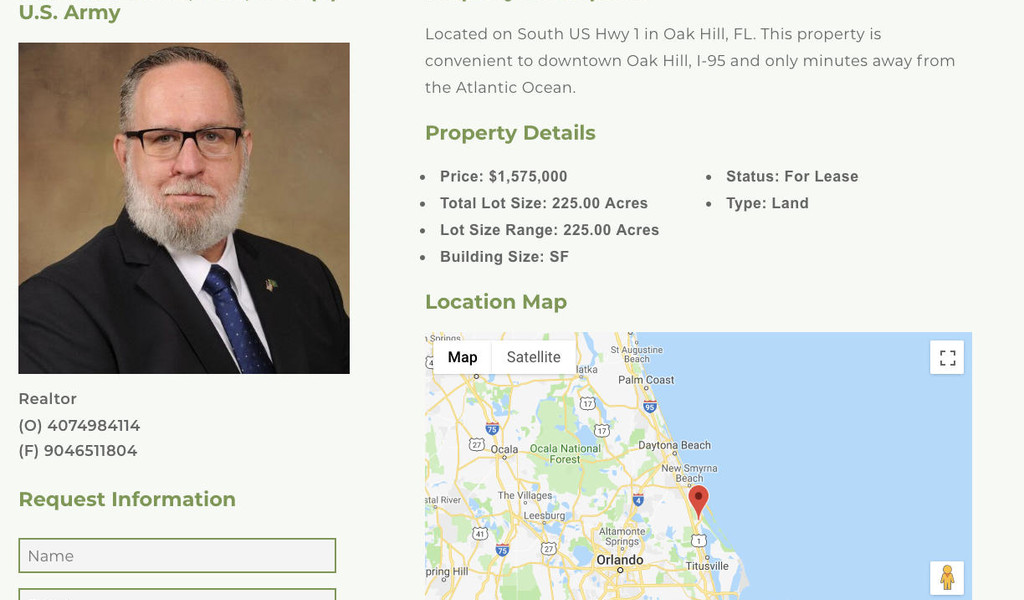 U.S. Army
Realtor
(O) 4074984114
(F) 9046511804
Request Information
Name
Located on South US Hwy 1 in Oak Hill, FL. This property is
convenient to downtown Oak Hill, I-95 and only minutes away from
the Atlantic Ocean.
Property Details
Price: $1,575,000
Total Lot Size: 225.00 Acres
Lot Size Range: 225.00 Acres
Building Size: SF
Status: For Lease
Type: Land
Location Map
Map
Satellite
Springs
St Augustine
Beach
latka
Palm Coast
17
95
75
17
27
Ocala
Ocala National
Forest
Daytona Beach
New Smyrna
Beach
tal River
The Villages
4
Leesburg
41
Altamonte
Springs
1
75
27
Orlando
Titusville
pring Hill